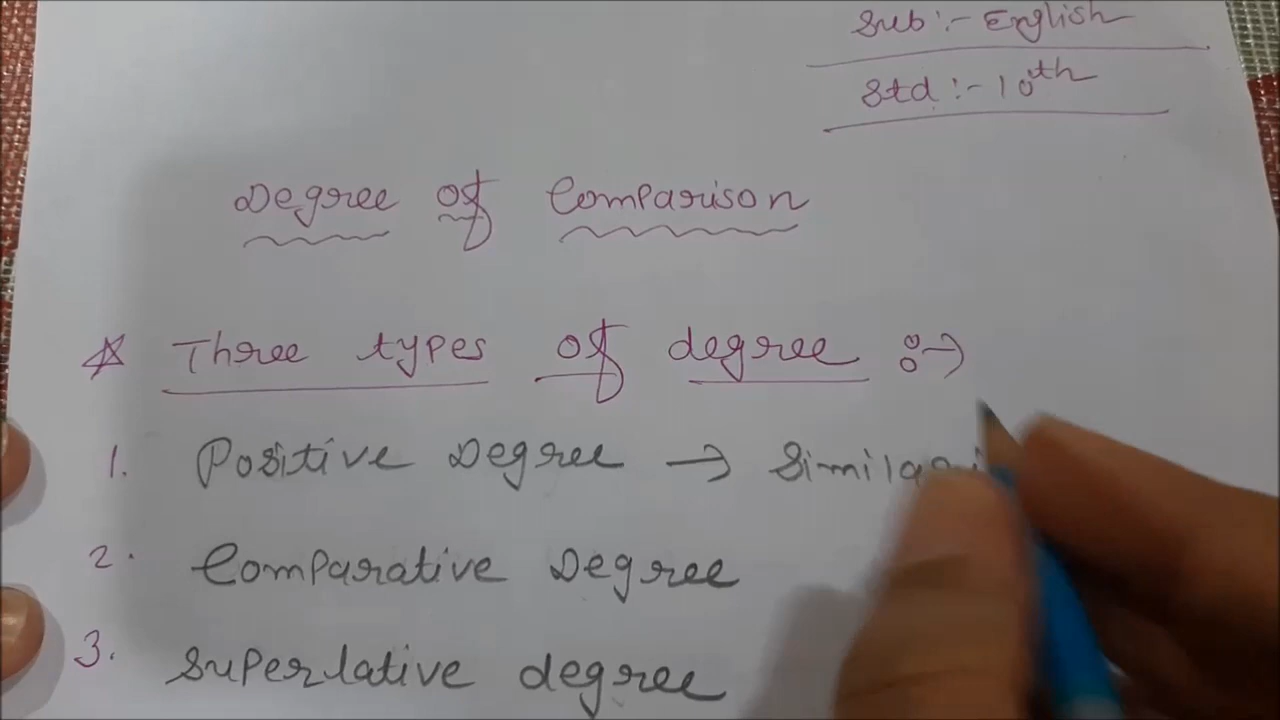 Sub :- English
Std :- 10th
Degree of Comparison
☆ Three types of degree :→
1. Positive Degree →
2. Comparative Degree
3. Superlative degree